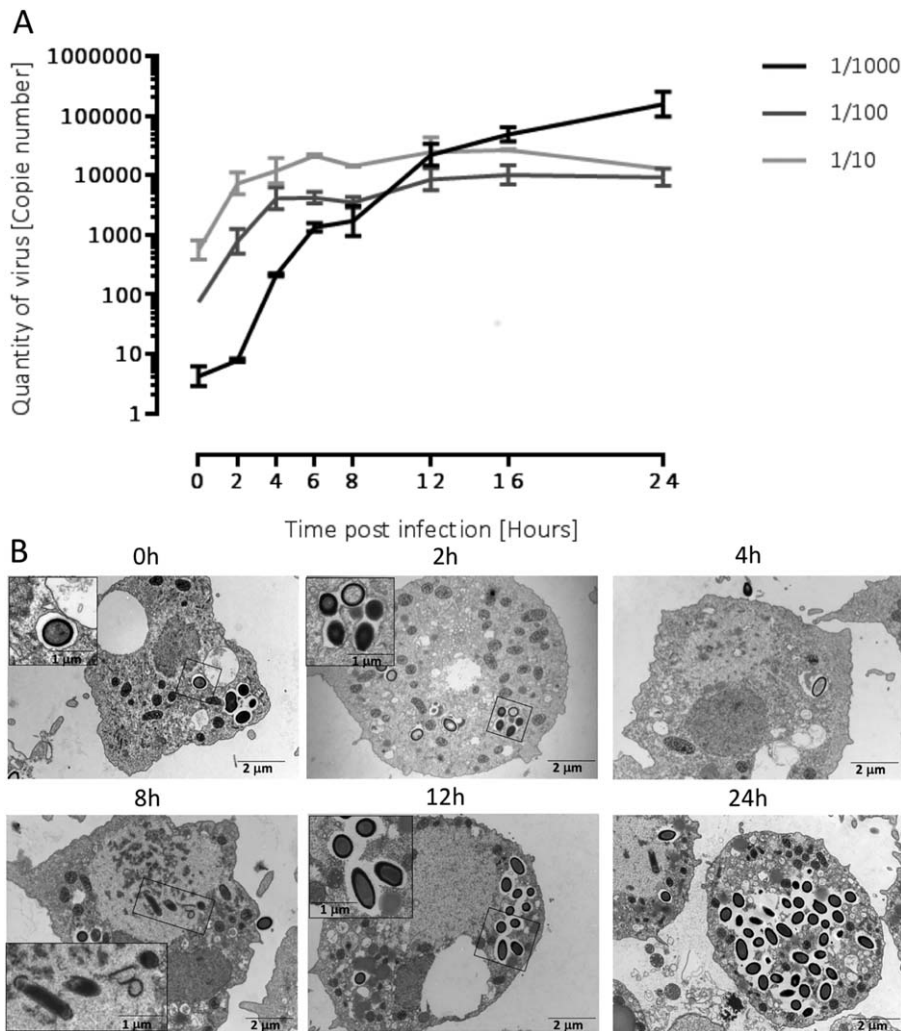 A
Quantity of virus [Copie number]
1000000
100000
10000
1000
100
10
1
1/1000
1/100
1/10
0 2 4 6 8 12 16 24
Time post infection [Hours]
B
0h 2h 4h
1 µm
2 µm
1 µm
2 µm
2 µm
8h 12h 24h
1 µm
2 µm
1 µm
2 µm
2 µm